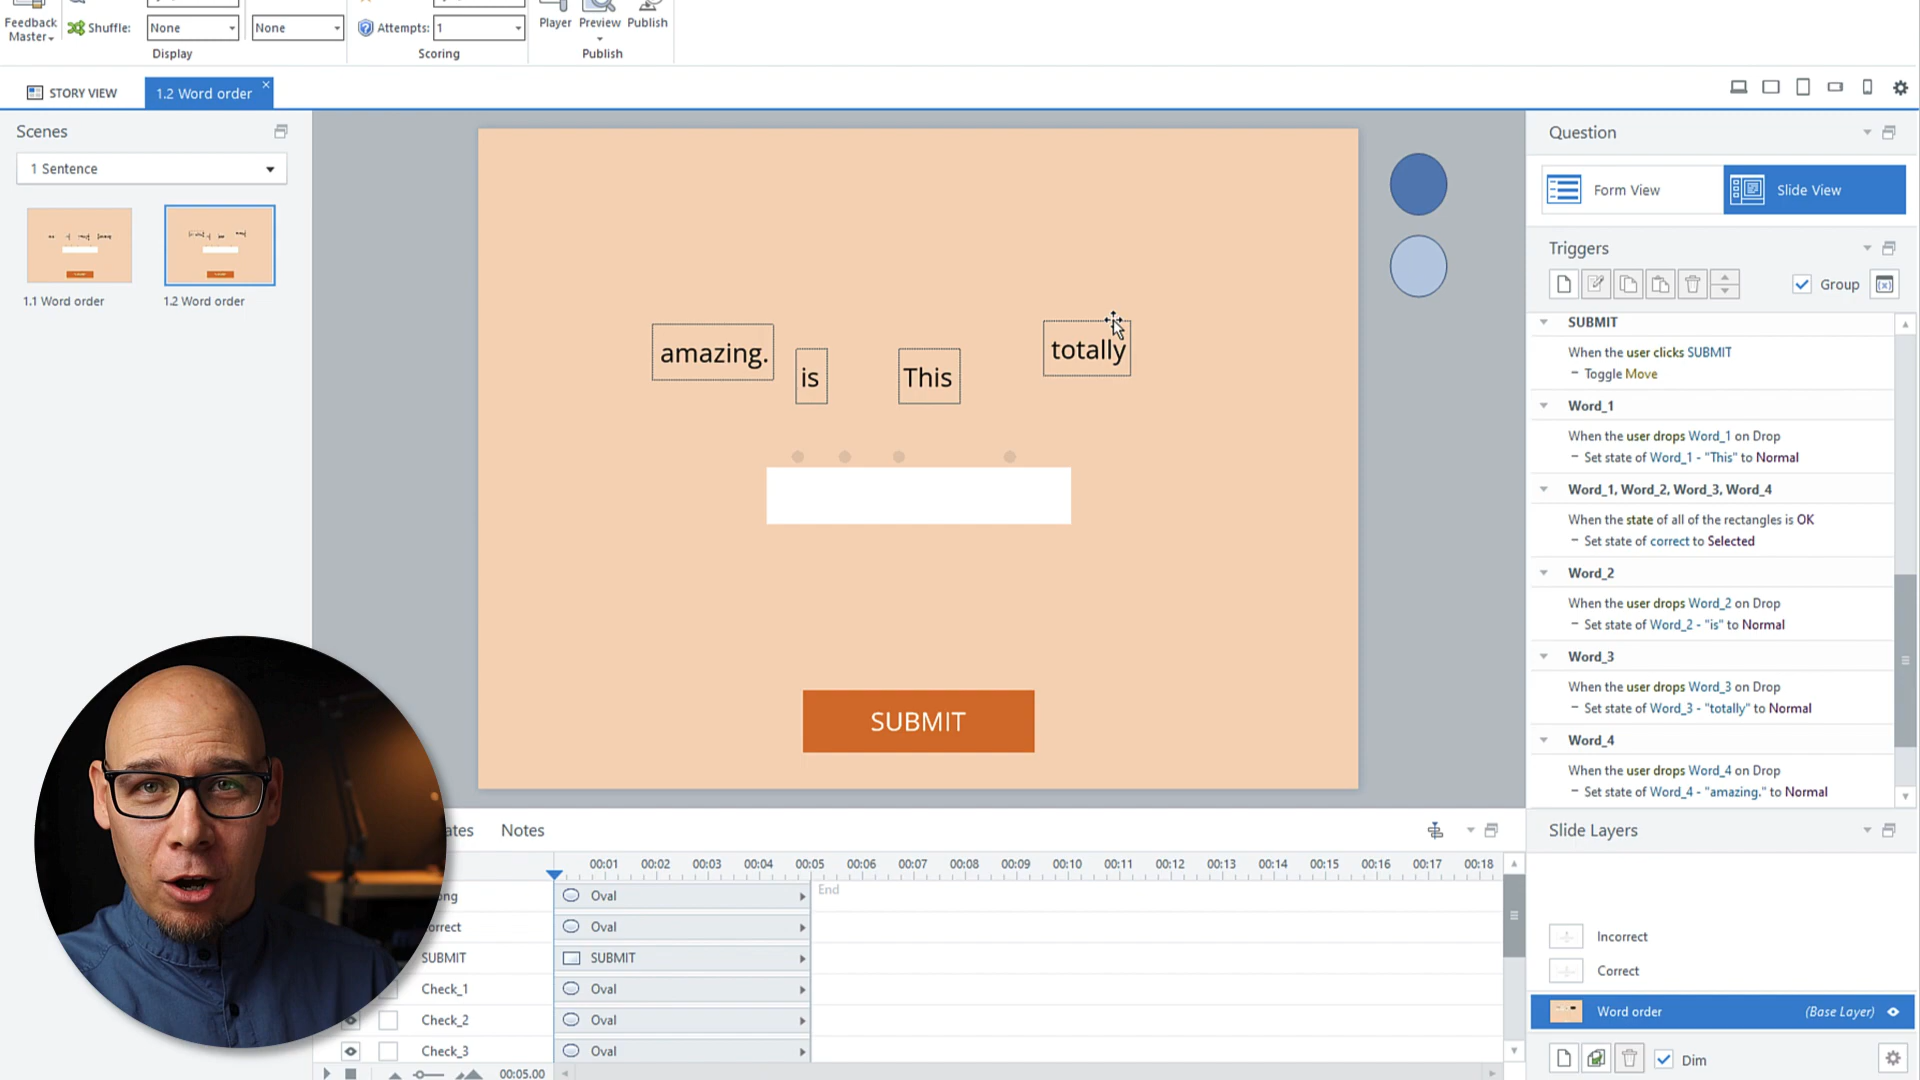 Feedback
Master
Shuffle:
None
None
Display
Attempts:
1
Scoring
Player
Preview
Publish
Publish
STORY VIEW
1.2 Word order
Scenes
1 Sentence
1.1 Word order
1.2 Word order
amazing.
is
This
totally
SUBMIT
Question
Form View
Slide View
Triggers
Group
SUBMIT
When the user clicks SUBMIT
Toggle Move
Word_1
When the user drops Word_1 on Drop
Set state of Word_1 - "This" to Normal
Word_1, Word_2, Word_3, Word_4
When the state of all of the rectangles is OK
Set state of correct to Selected
Word_2
When the user drops Word_2 on Drop
Set state of Word_2 - "is" to Normal
Word_3
When the user drops Word_3 on Drop
Set state of Word_3 - "totally" to Normal
Word_4
When the user drops Word_4 on Drop
Set state of Word_4 - "amazing." to Normal
Notes
00:01 00:02 00:03 00:04 00:05 00:06 00:07 00:08 00:09 00:10 00:11 00:12 00:13 00:14 00:15 00:16 00:17 00:18
Oval
End
Oval
SUBMIT
SUBMIT
Check_1
Oval
Check_2
Oval
Check_3
Oval
00:05.00
Slide Layers
Incorrect
Correct
Word order
(Base Layer)
Dim